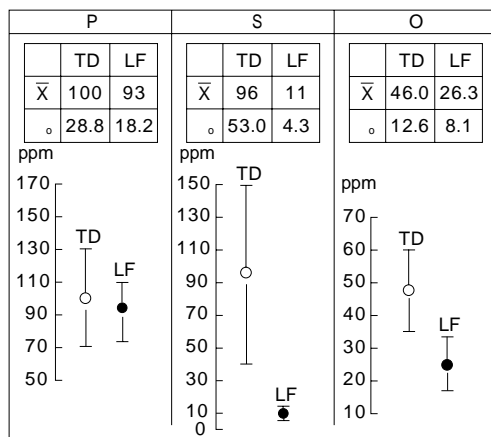 P S O
TD LF TD LF TD LF
X̅ 100 93 X̅ 96 11 X̅ 46.0 26.3
o 28.8 18.2 o 53.0 4.3 o 12.6 8.1
ppm ppm ppm
170
150
130
110
90
70
50
TD
LF
150
130
110
90
70
50
30
10
0
TD
LF
70
60
50
40
30
20
10
TD
LF